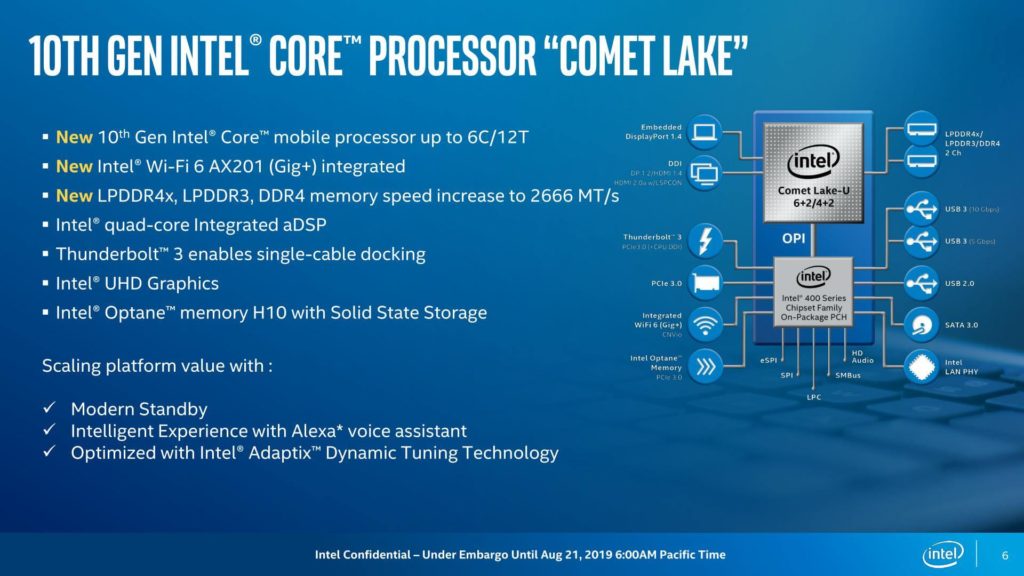 10TH GEN INTEL® CORE™ PROCESSOR “COMET LAKE”
▪ New 10th Gen Intel® Core™ mobile processor up to 6C/12T
▪ New Intel® Wi-Fi 6 AX201 (Gig+) integrated
▪ New LPDDR4x, LPDDR3, DDR4 memory speed increase to 2666 MT/s
▪ Intel® quad-core Integrated aDSP
▪ Thunderbolt™ 3 enables single-cable docking
▪ Intel® UHD Graphics
▪ Intel® Optane™ memory H10 with Solid State Storage
Scaling platform value with :
✓ Modern Standby
✓ Intelligent Experience with Alexa* voice assistant
✓ Optimized with Intel® Adaptix™ Dynamic Tuning Technology
Embedded
DisplayPort 1.4
DDI
DP 1.2/HDMI 1.4
HDMI 2.0a w/LSPCON
Thunderbolt™ 3
PCIe 3.0 (+CPU DDI)
PCIe 3.0
Integrated
WiFi 6 (Gig+)
CNVio
Intel Optane™
Memory
PCIe 3.0
intel
Comet Lake-U
6+2/4+2
OPI
intel
Intel® 400 Series
Chipset Family
On-Package PCH
eSPI
SPI
LPC
SMBus
HD
Audio
LPDDR4x/
LPDDR3/DDR4
2 Ch
USB 3 (10 Gbps)
USB 3 (5 Gbps)
USB 2.0
SATA 3.0
Intel
LAN PHY
Intel Confidential – Under Embargo Until Aug 21, 2019 6:00AM Pacific Time
intel
6